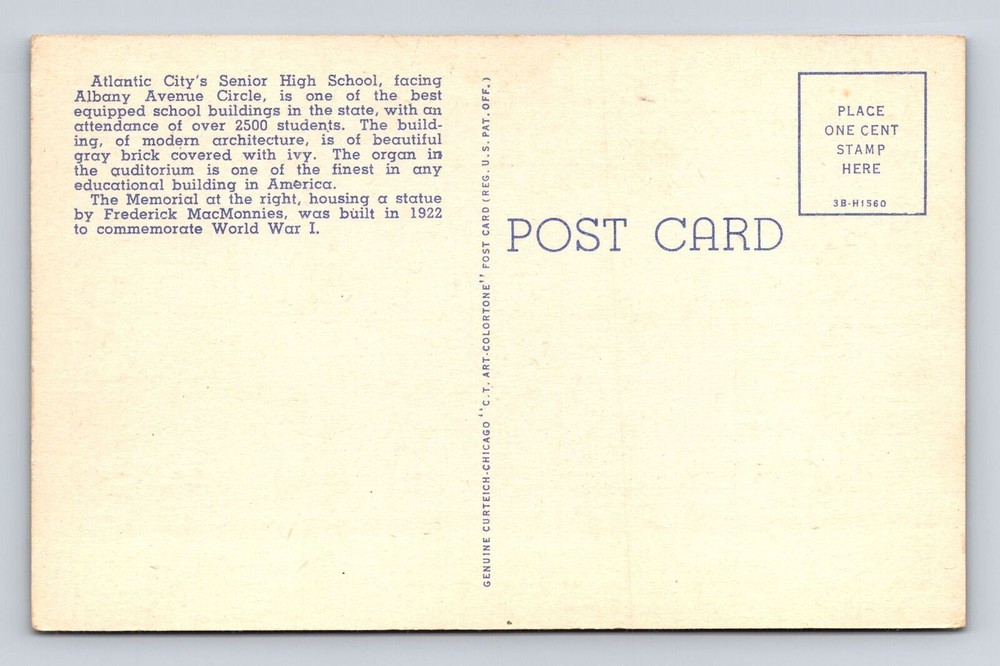 Atlantic City's Senior High School, facing
Albany Avenue Circle, is one of the best
equipped school buildings in the state, with an
attendance of over 2500 students. The build-
ing, of modern architecture, is of beautiful
gray brick covered with ivy. The organ in
the auditorium is one of the finest in any
educational building in America.
The Memorial at the right, housing a statue
by Frederick MacMonnies, was built in 1922
to commemorate World War I.
GENUINE CURTEICH-CHICAGO "C.T. ART-COLORTONE" POST CARD (REG. U.S. PAT. OFF.)
POST CARD
PLACE
ONE CENT
STAMP
HERE
3B-H1560